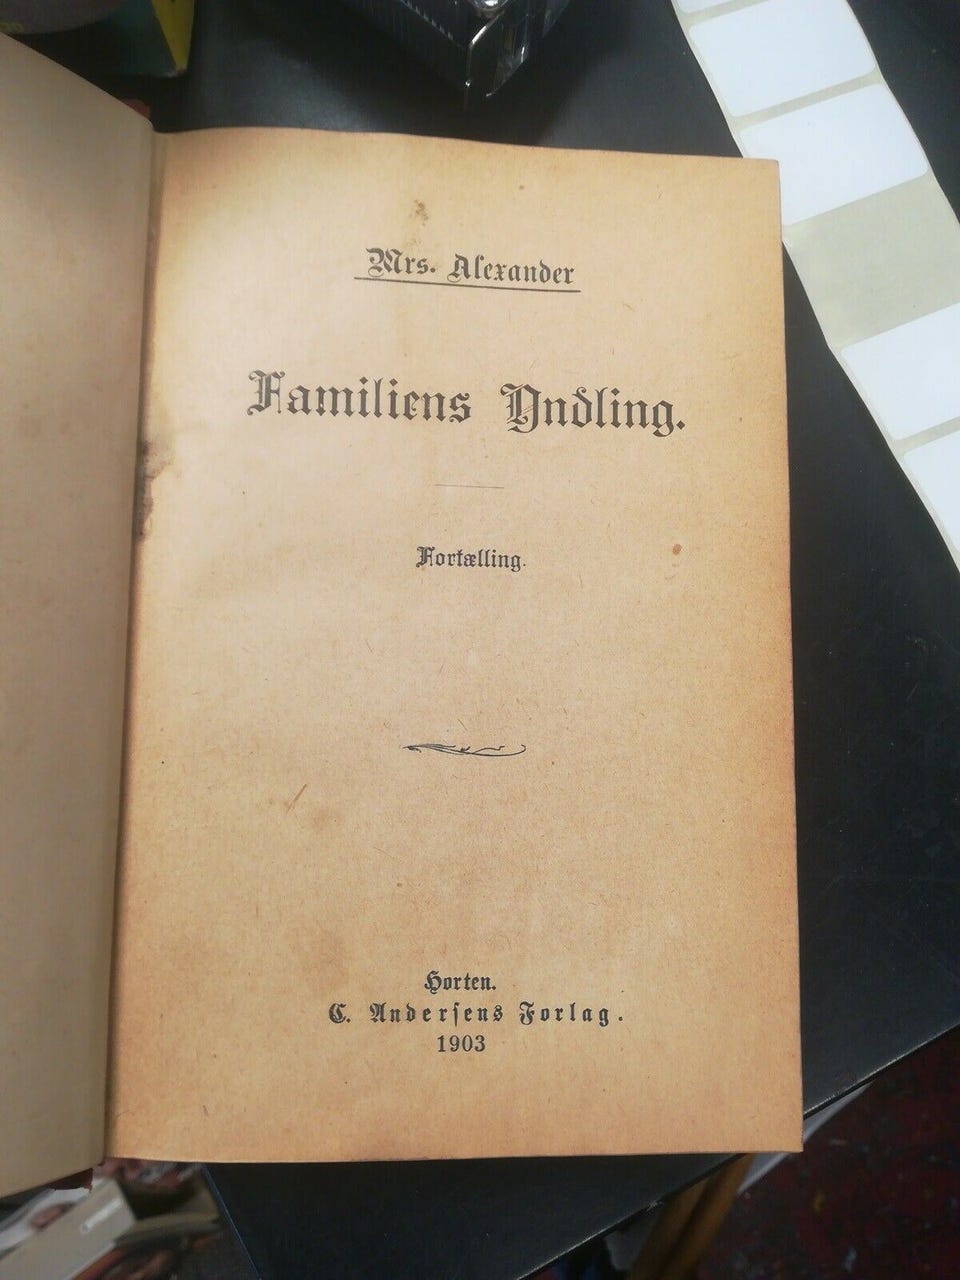 Mrs. Alexander
Familiens Yndling.
Fortælling.
Horten.
C. Andersens Forlag.
1903